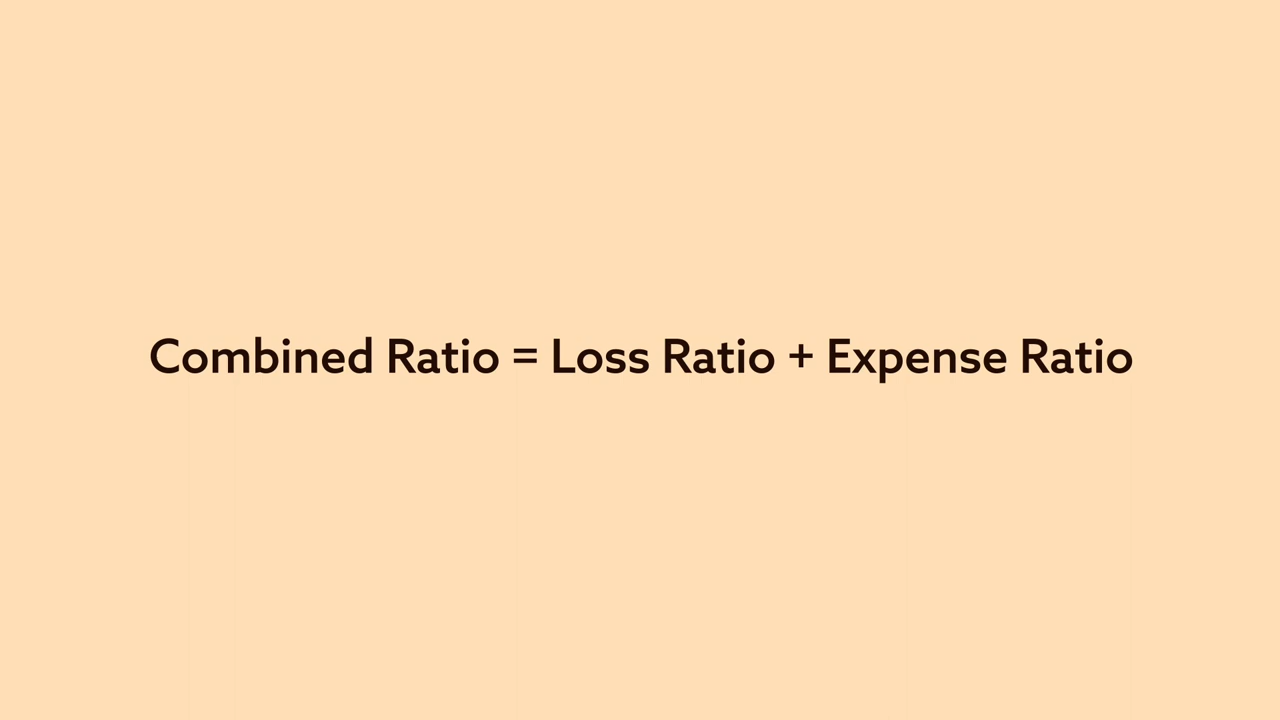 Combined Ratio = Loss Ratio + Expense Ratio